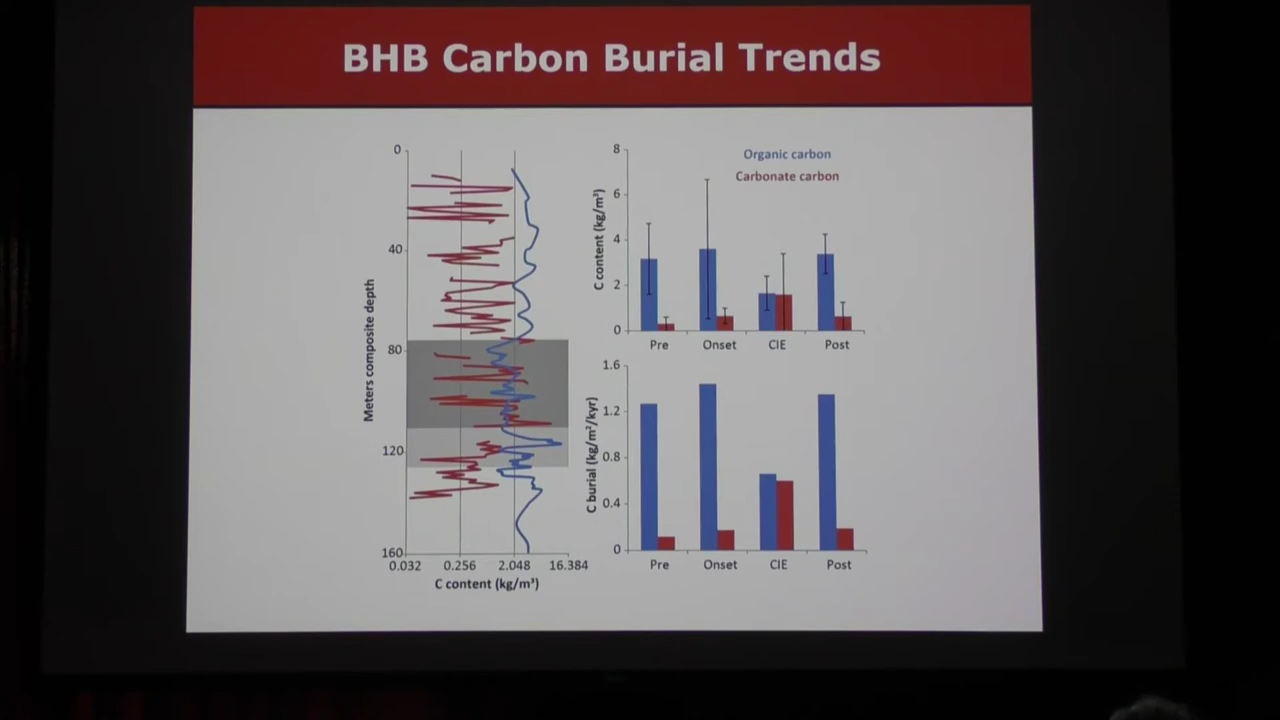 BHB Carbon Burial Trends
0
40
80
120
160
Meters composite depth
0.032 0.256 2.048 16.384
C content (kg/m³)
8
6
4
2
0
C content (kg/m³)
Organic carbon
Carbonate carbon
Pre Onset CIE Post
1.6
1.2
0.8
0.4
0
C burial (kg/m²/kyr)
Pre Onset CIE Post